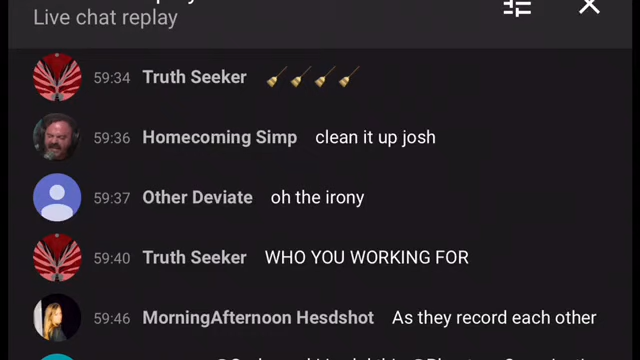 Live chat replay
59:34 Truth Seeker 🧹🧹🧹🧹
59:36 Homecoming Simp clean it up josh
59:37 Other Deviate oh the irony
59:40 Truth Seeker WHO YOU WORKING FOR
59:46 MorningAfternoon Hesdshot As they record each other